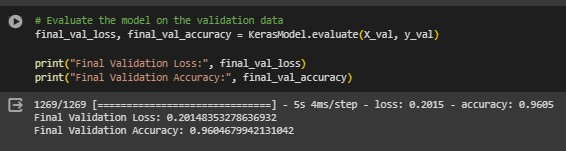 # Evaluate the model on the validation data
final_val_loss, final_val_accuracy = KerasModel.evaluate(X_val, y_val)
print("Final Validation Loss:", final_val_loss)
print("Final Validation Accuracy:", final_val_accuracy)
1269/1269 [==============================] - 5s 4ms/step - loss: 0.2015 - accuracy: 0.9605
Final Validation Loss: 0.20148353278636932
Final Validation Accuracy: 0.9604679942131042